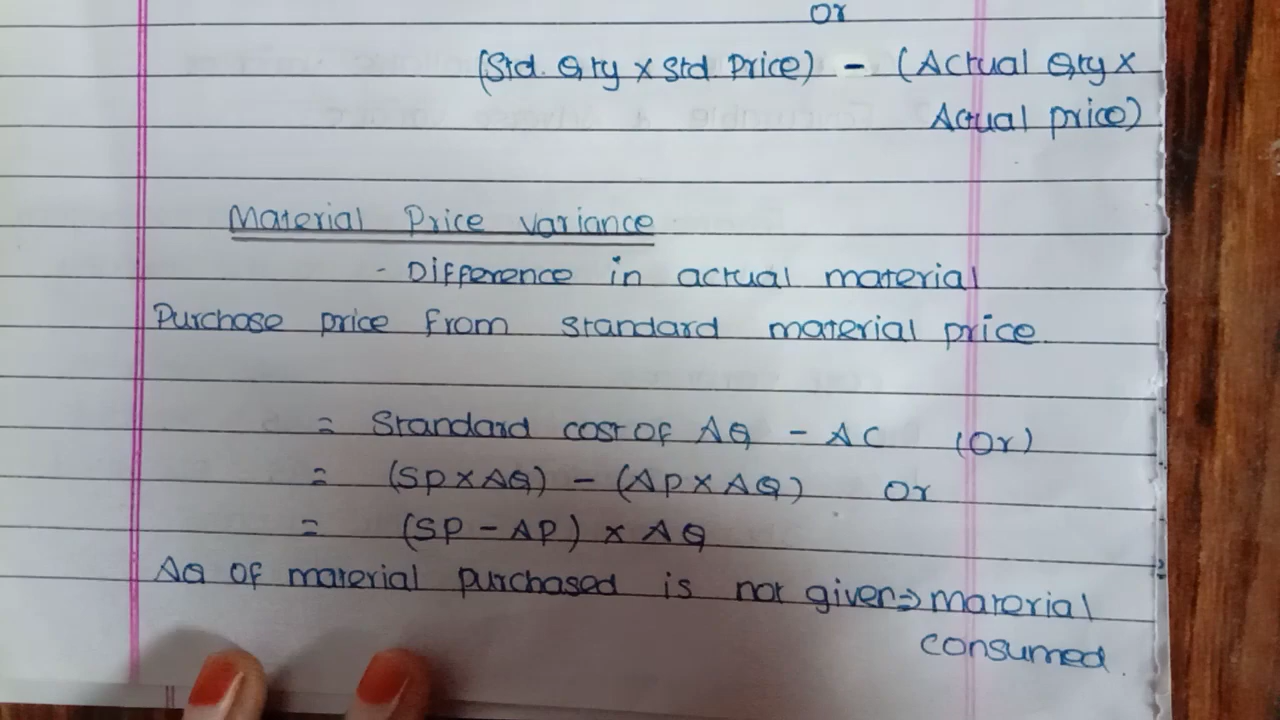 Or
(Std. Qty x Std Price) - (Actual Qty x
Actual price)
Material Price variance
- Difference in actual material
Purchase price from standard material price
= Standard cost of AQ - AC (Or)
= (SP x AQ) - (AP x AQ) Or
= (SP - AP) x AQ
AQ of material purchased is not given ⇒ material
consumed.